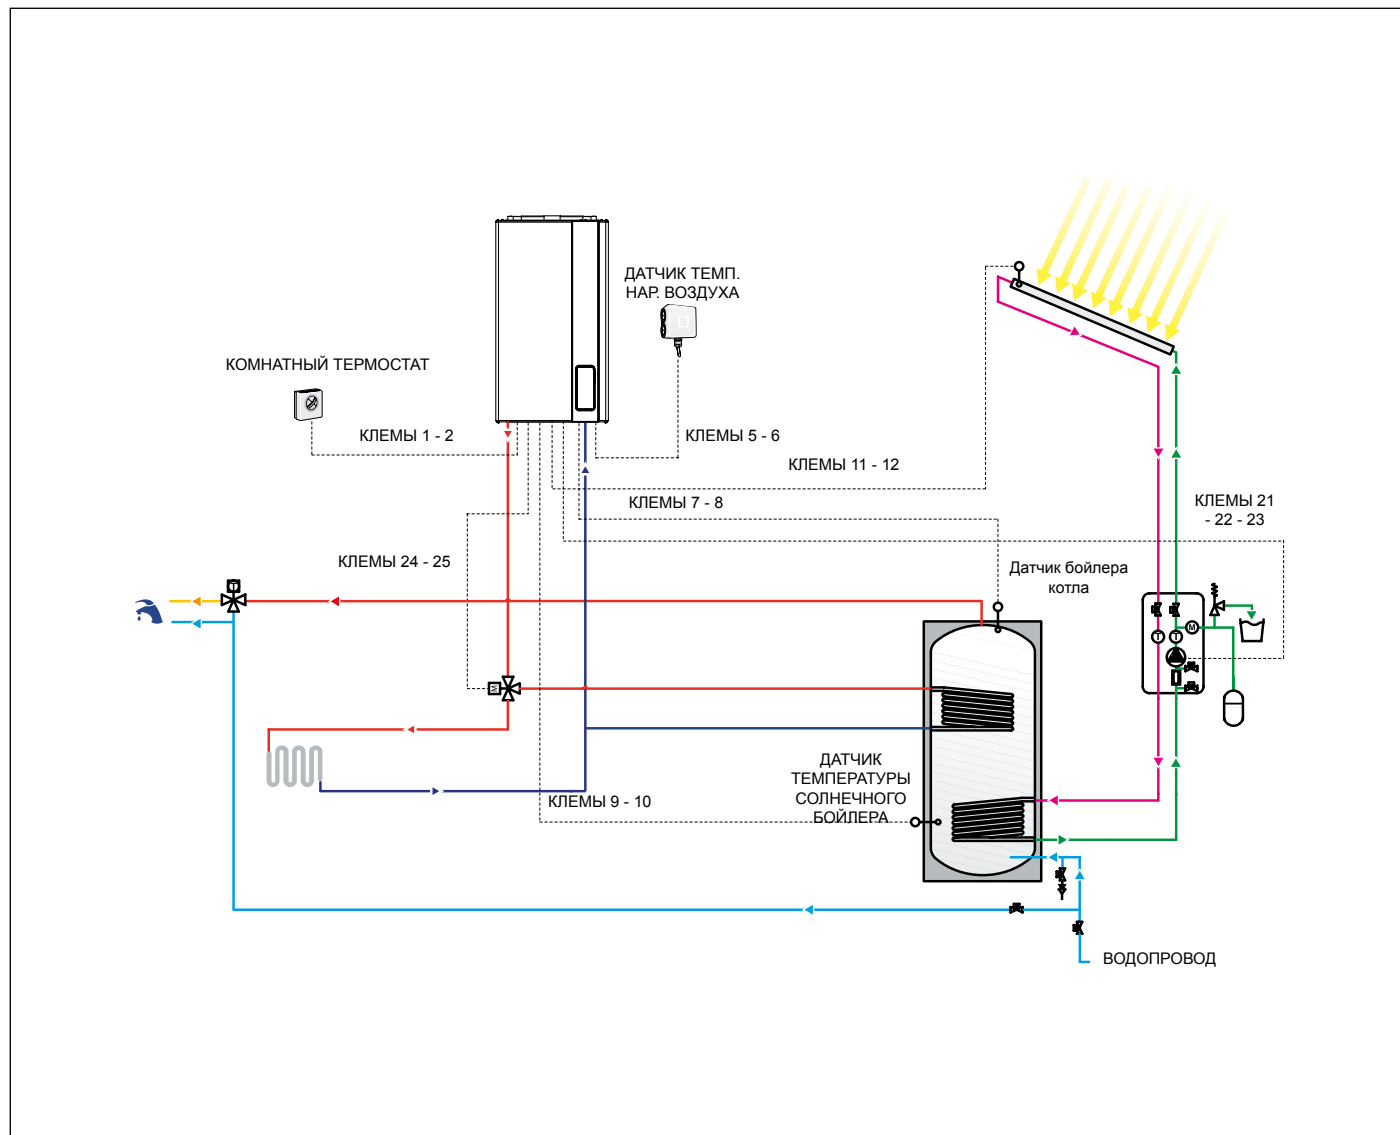 ДАТЧИК ТЕМП.
НАР. ВОЗДУХА
КОМНАТНЫЙ ТЕРМОСТАТ
КЛЕМЫ 1 - 2
КЛЕМЫ 5 - 6
КЛЕМЫ 11 - 12
КЛЕМЫ 7 - 8
КЛЕМЫ 21
- 22 - 23
КЛЕМЫ 24 - 25
Датчик бойлера
котла
T
M
T
T
M
ДАТЧИК
ТЕМПЕРАТУРЫ
СОЛНЕЧНОГО
БОЙЛЕРА
КЛЕМЫ 9 - 10
ВОДОПРОВОД